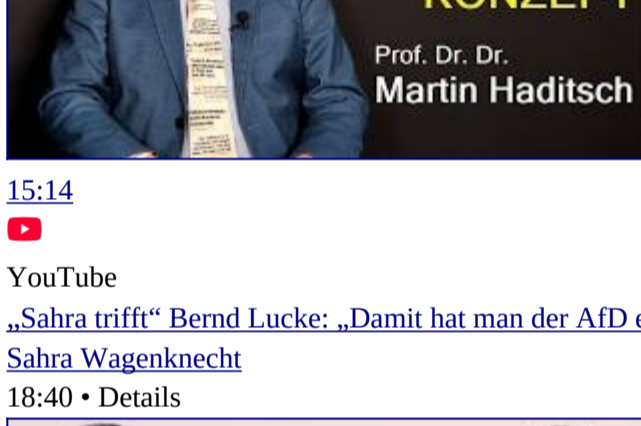 KONZEPT
Prof. Dr. Dr.
Martin Haditsch
15:14
YouTube
„Sahra trifft“ Bernd Lucke: „Damit hat man der AfD e
Sahra Wagenknecht
18:40 • Details